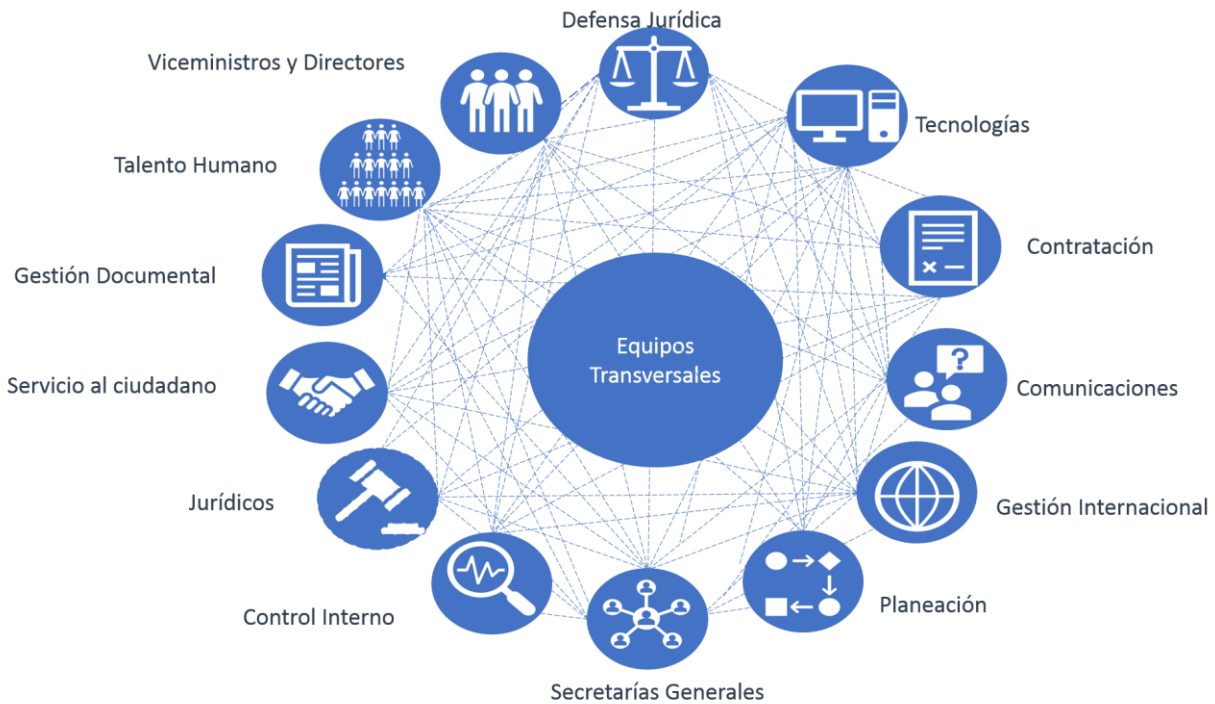 Defensa Jurídica
Viceministros y Directores
Tecnologías
Talento Humano
Contratación
Gestión Documental
Equipos
Transversales
Servicio al ciudadano
Comunicaciones
Jurídicos
Gestión Internacional
Control Interno
Planeación
Secretarías Generales